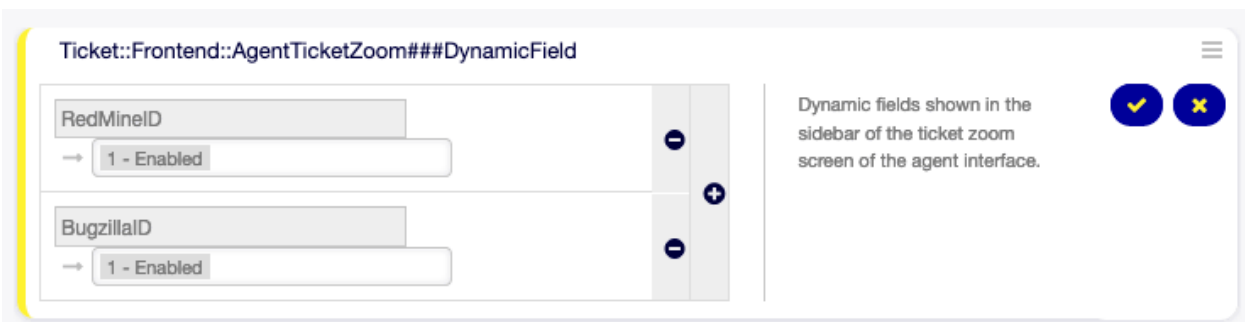 Ticket::Frontend::AgentTicketZoom###DynamicField
RedMineID
→ 1 - Enabled
BugzillaID
→ 1 - Enabled
Dynamic fields shown in the
sidebar of the ticket zoom
screen of the agent interface.